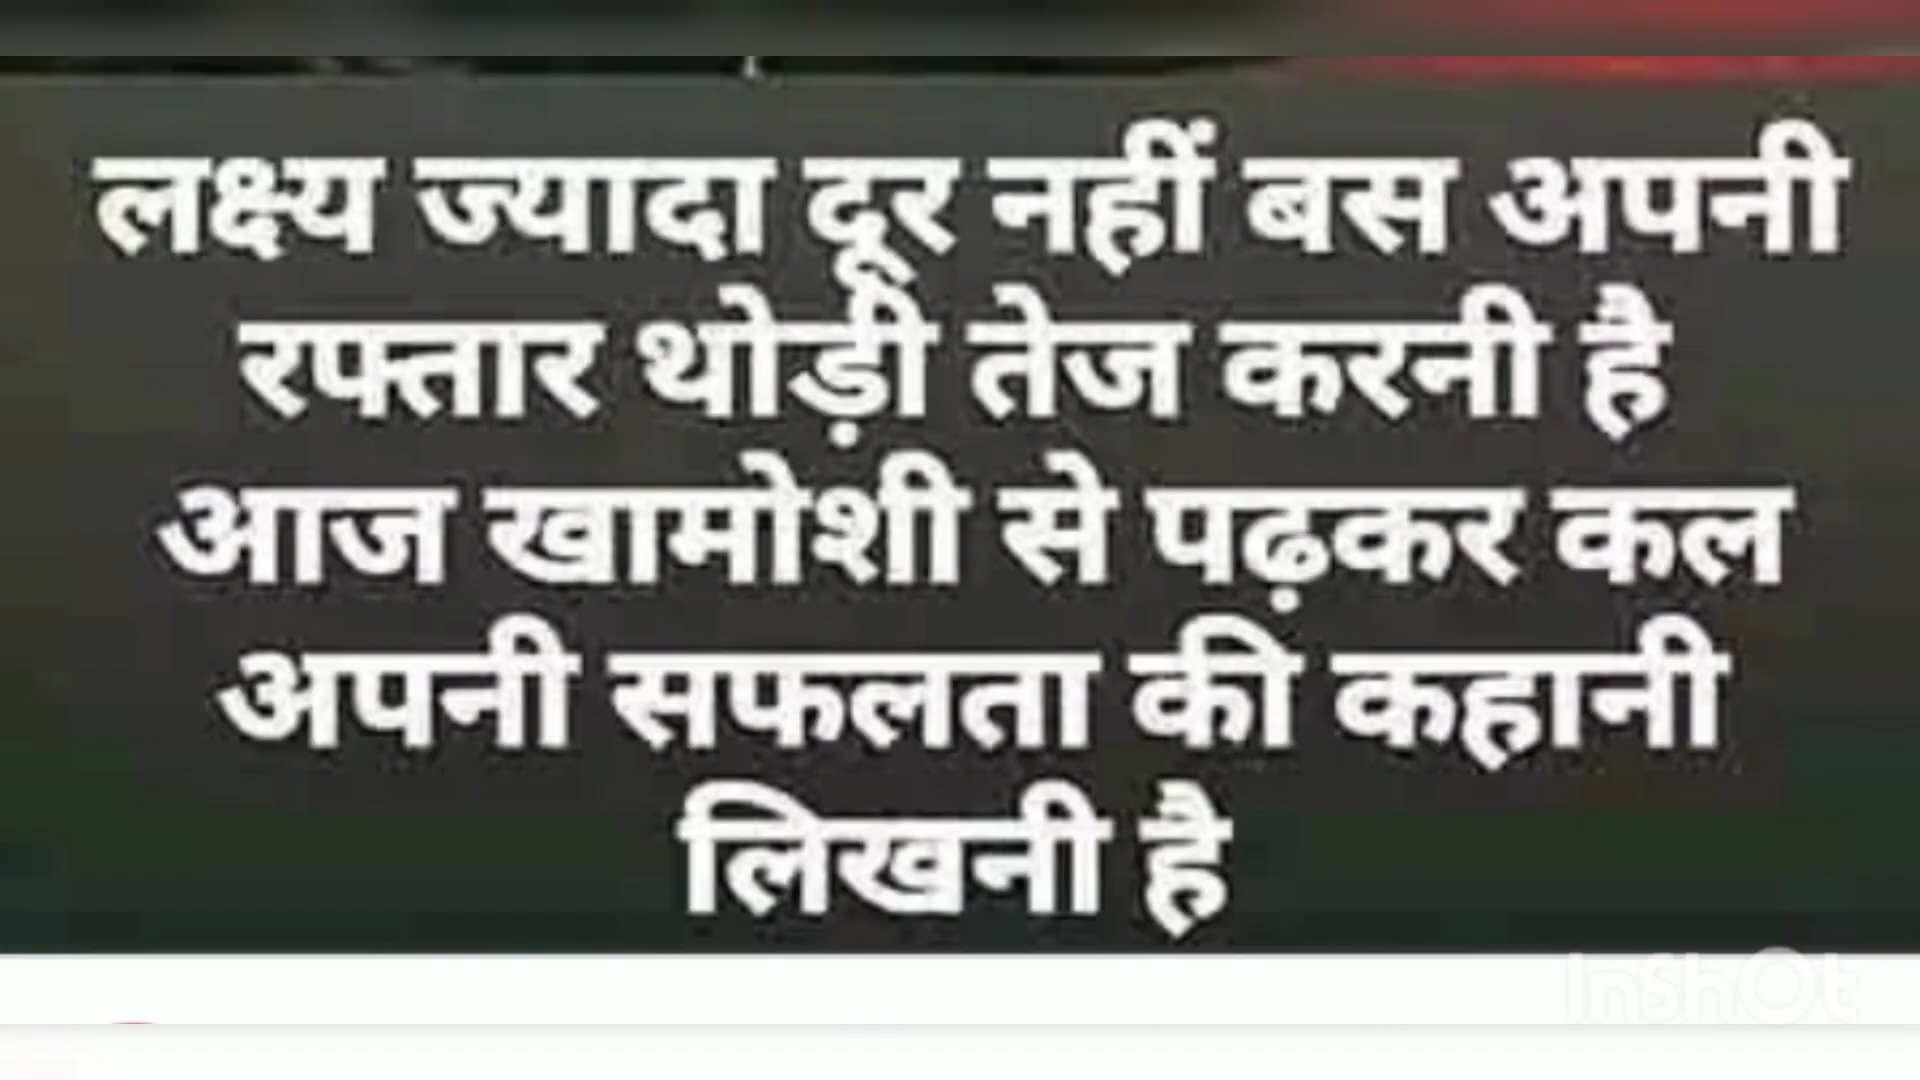 लक्ष्य ज्यादा दूर नहीं बस अपनी
रफ्तार थोड़ी तेज करनी है
आज खामोशी से पढ़कर कल
अपनी सफलता की कहानी
लिखनी है
InShOt